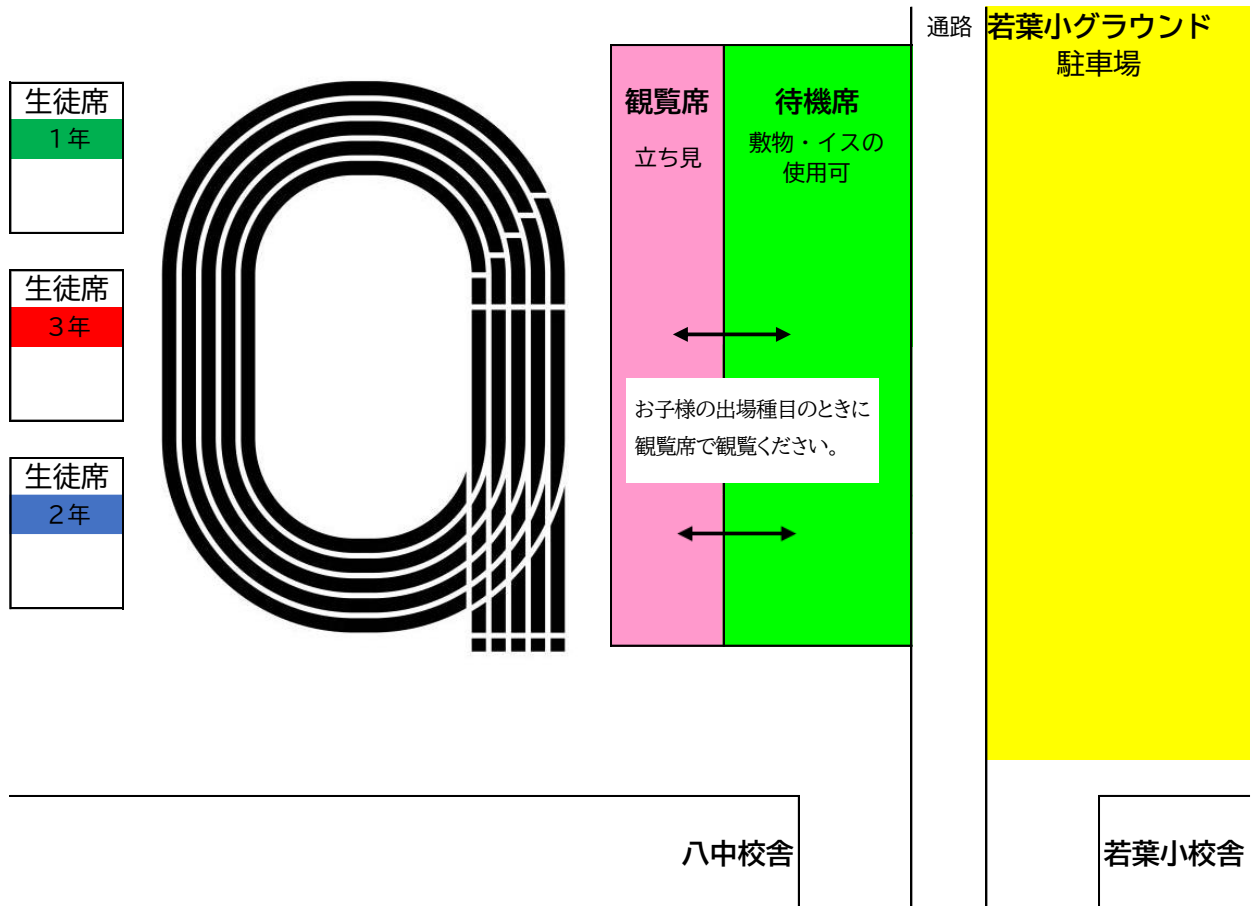 通路
若葉小グラウンド
駐車場
生徒席
1年
観覧席
立ち見
待機席
敷物・イスの
使用可
生徒席
3年
お子様の出場種目のときに
観覧席で観覧ください。
生徒席
2年
八中校舎
若葉小校舎